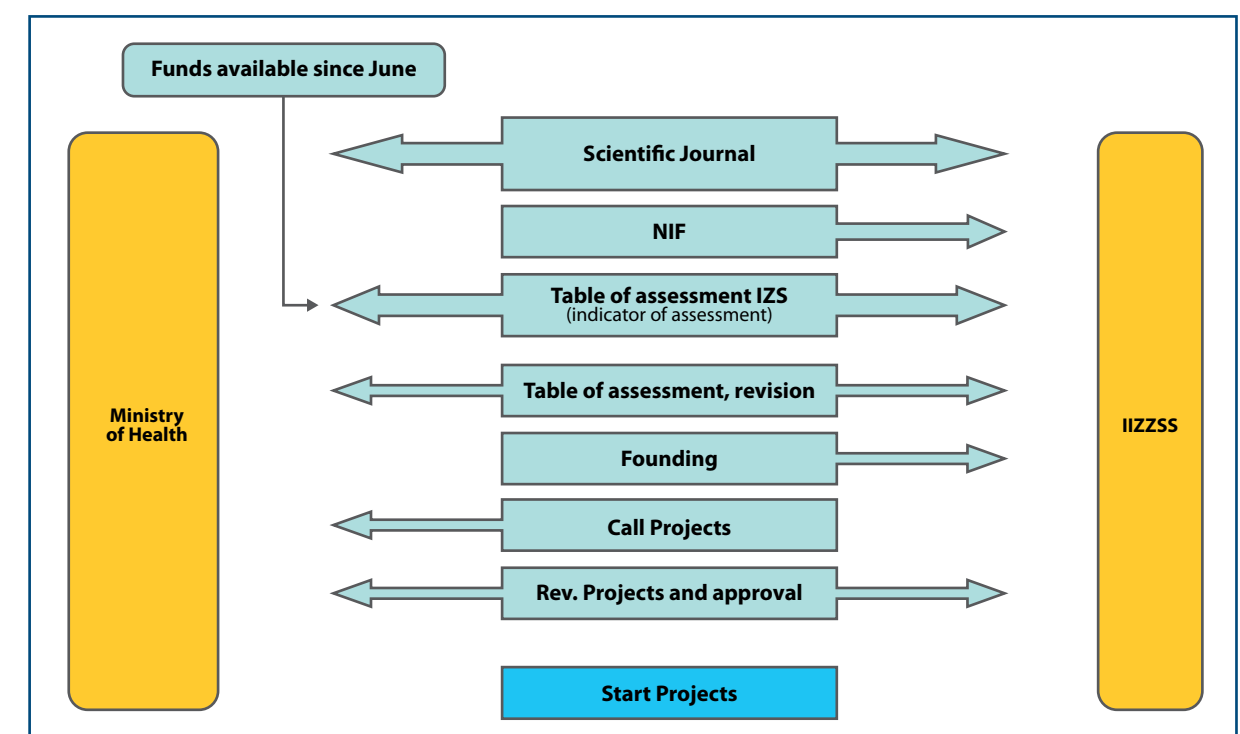 Funds available since June
Scientific Journal
NIF
Table of assessment IZS
(indicator of assessment)
Table of assessment, revision
Ministry
of Health
IIZZSS
Founding
Call Projects
Rev. Projects and approval
Start Projects